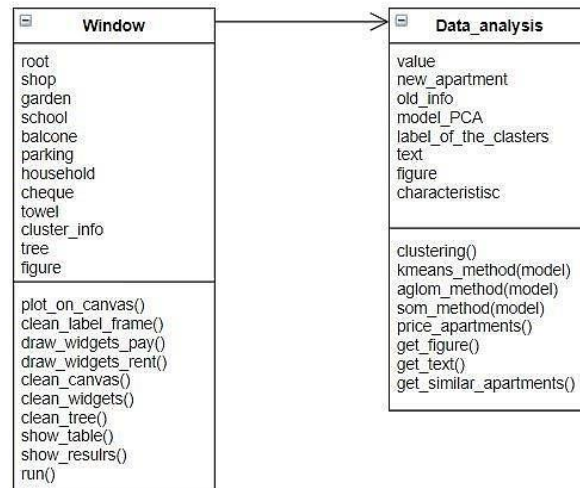 Window
root
shop
garden
school
balcone
parking
household
cheque
towel
cluster_info
tree
figure
plot_on_canvas()
clean_label_frame()
draw_widgets_pay()
draw_widgets_rent()
clean_canvas()
clean_widgets()
clean_tree()
show_table()
show_resulrs()
run()
Data_analysis
value
new_apartment
old_info
model_PCA
label_of_the_clasters
text
figure
characteristisc
clustering()
kmeans_method(model)
aglom_method(model)
som_method(model)
price_apartments()
get_figure()
get_text()
get_similar_apartments()